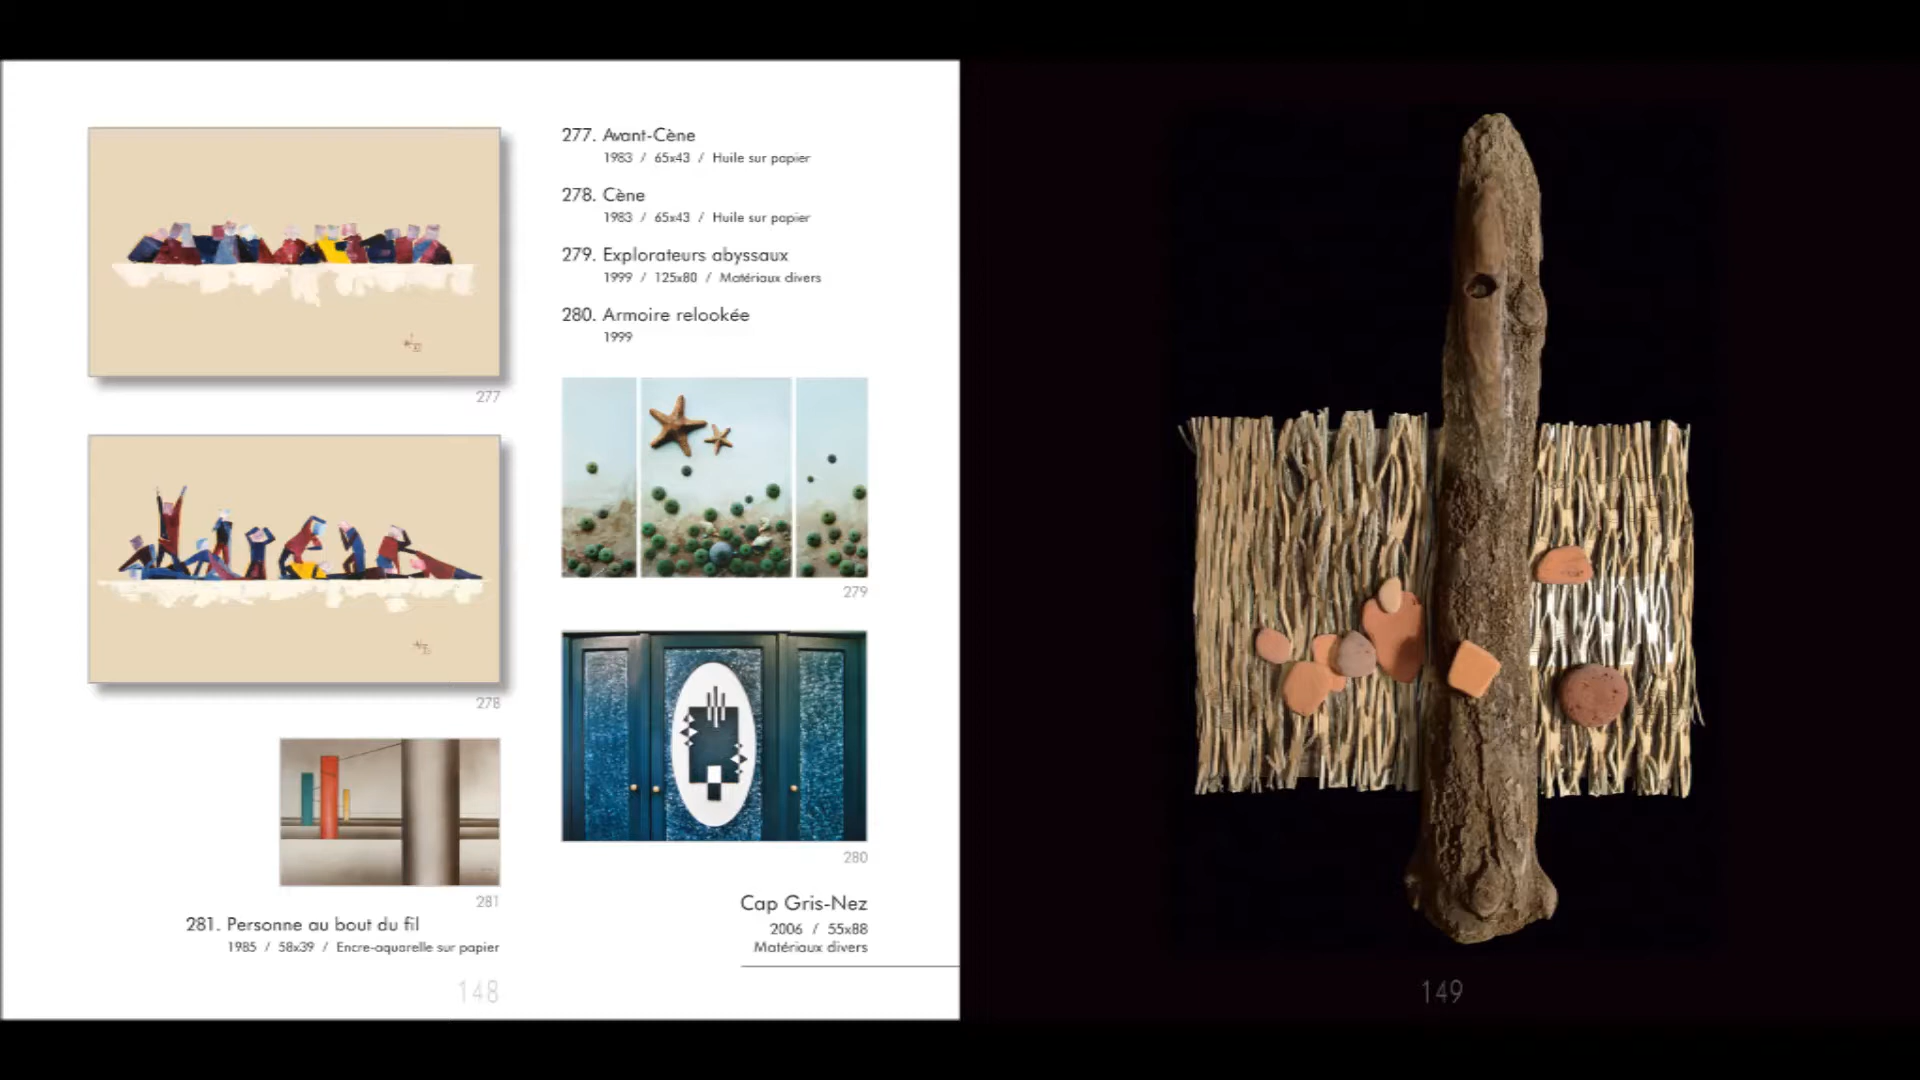 277. Avant-Cène
1983 / 65x43 / Huile sur papier
278. Cène
1983 / 65x43 / Huile sur papier
279. Explorateurs abyssaux
1999 / 125x80 / Matériaux divers
280. Armoire relookée
1999
277
278
279
280
281
281. Personne au bout du fil
1985 / 58x39 / Encre-aquarelle sur papier
Cap Gris-Nez
2006 / 55x88
Matériaux divers
148
149